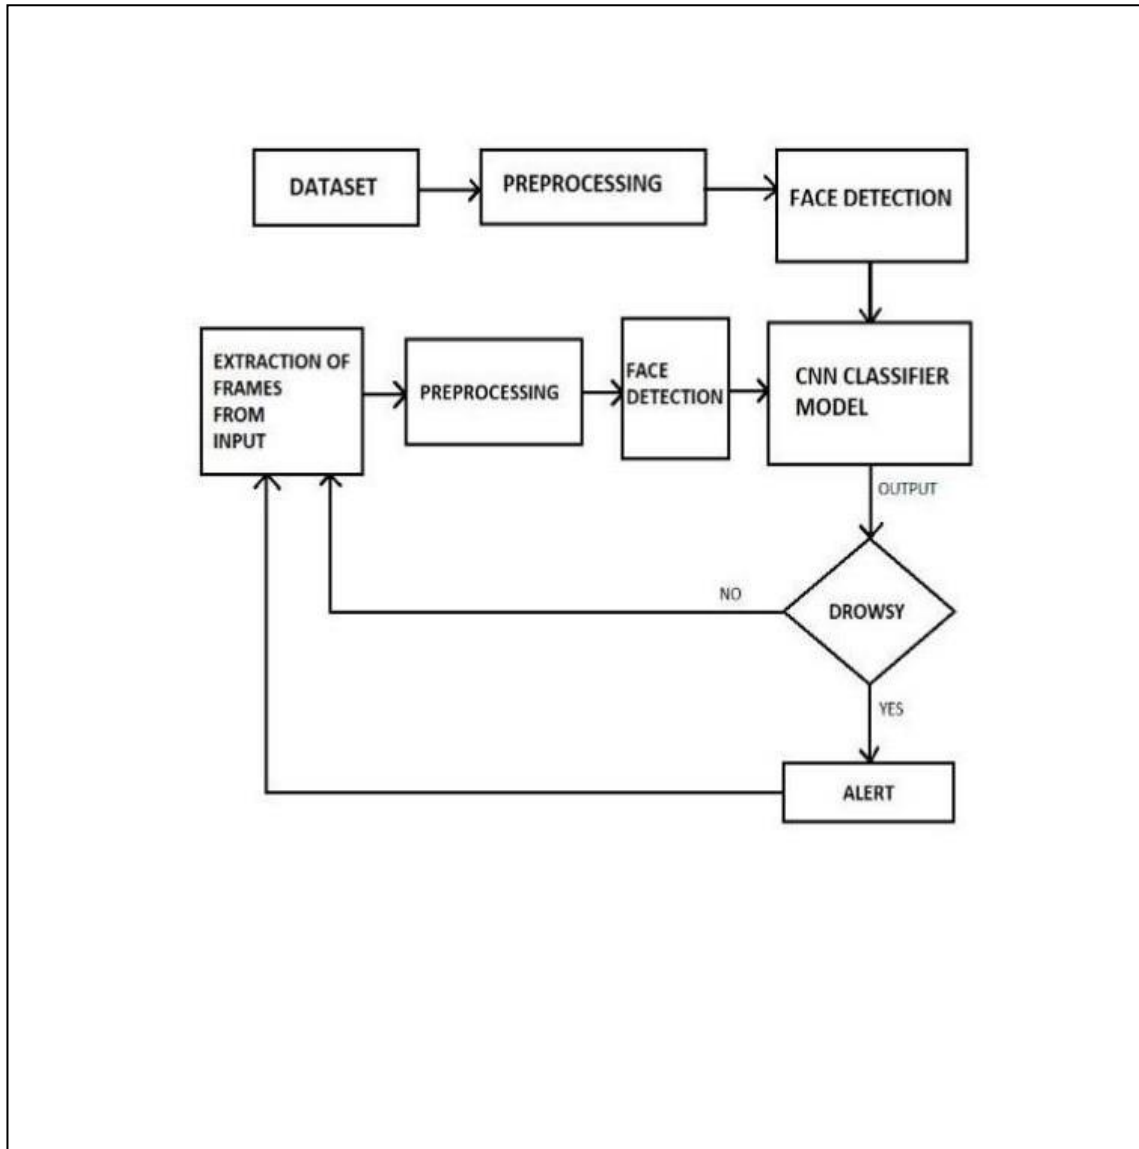 DATASET
PREPROCESSING
FACE DETECTION
EXTRACTION OF
FRAMES
FROM
INPUT
PREPROCESSING
FACE
DETECTION
CNN CLASSIFIER
MODEL
OUTPUT
NO
DROWSY
YES
ALERT